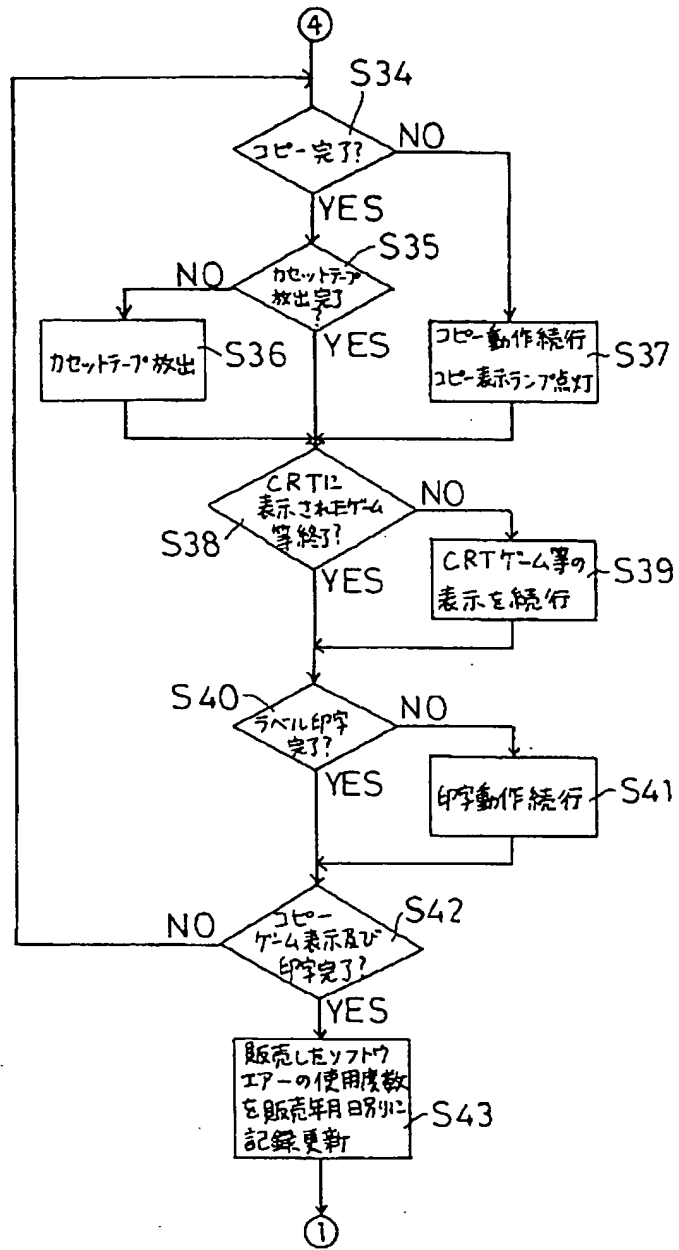 ④
S34
コピー完了?
NO
YES
S35
カセットテープ
放出完了
?
NO
YES
カセットテープ放出
S36
コピー動作続行
コピー表示ランプ点灯
S37
CRTに
表示されたゲーム
等終了?
S38
NO
YES
CRTゲーム等の
表示を続行
S39
S40
ラベル印字
完了?
NO
YES
印字動作続行
S41
コピー
ゲーム表示及び
印字完了?
S42
NO
YES
販売したソフトウ
エアーの使用度数
を販売年月日別りに
記録更新
S43
①